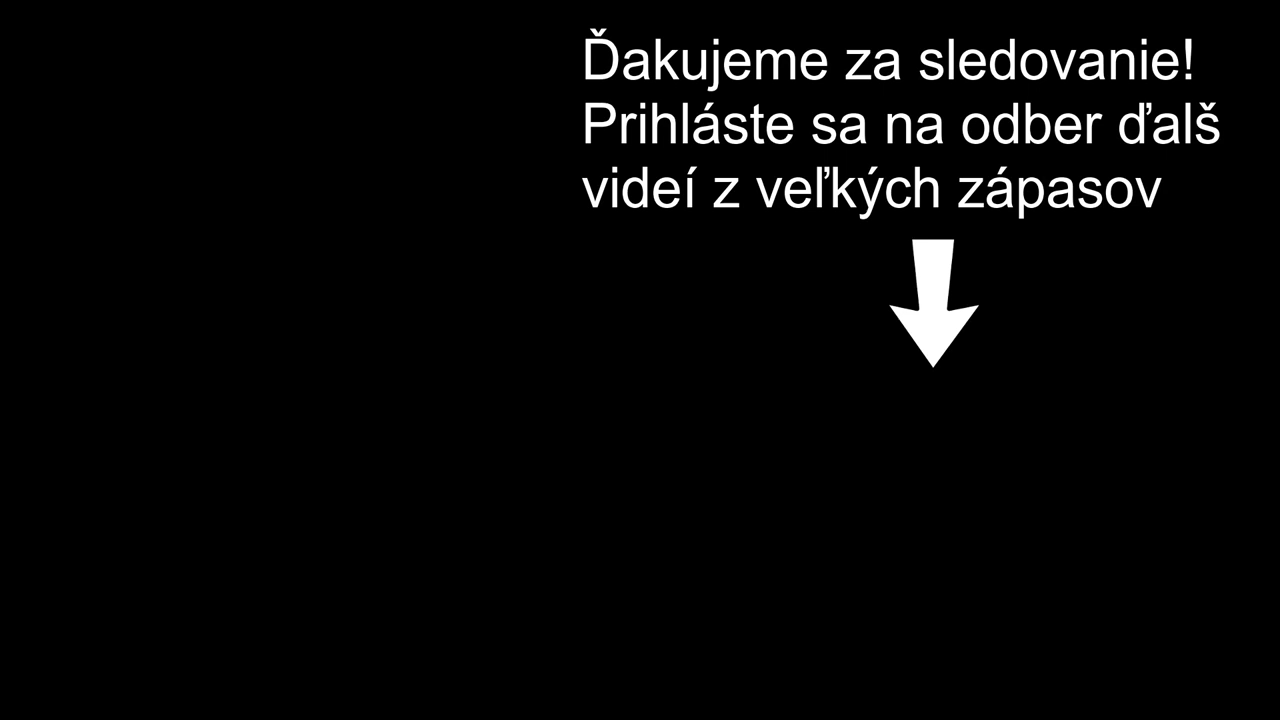 Ďakujeme za sledovanie!
Prihláste sa na odber ďalš
videí z veľkých zápasov